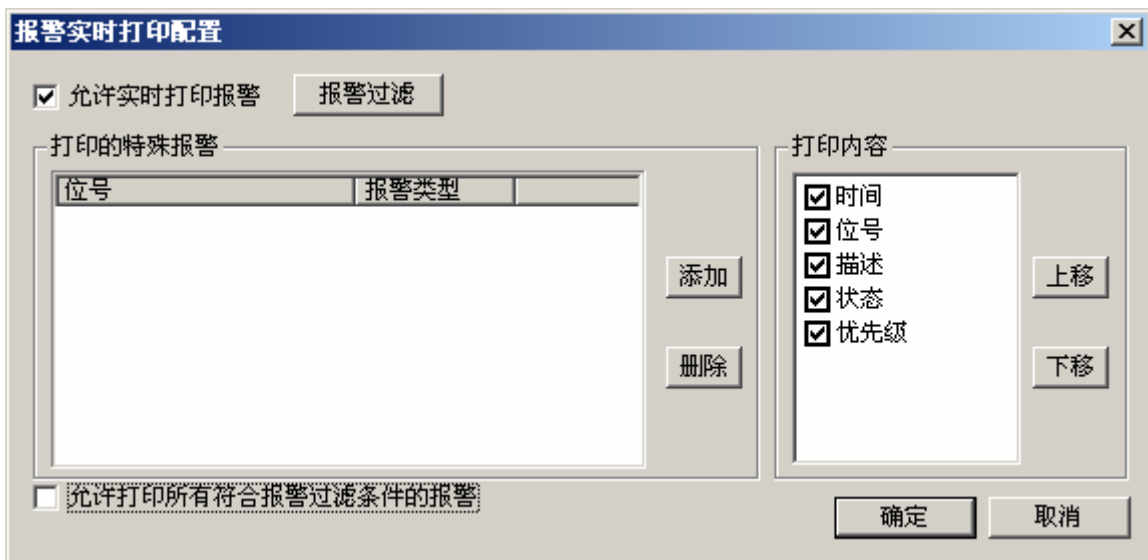 报警实时打印配置
允许实时打印报警 报警过滤
打印的特殊报警
位号 报警类型
添加
删除
打印内容
时间
位号
描述
状态
优先级
上移
下移
允许打印所有符合报警过滤条件的报警
确定 取消